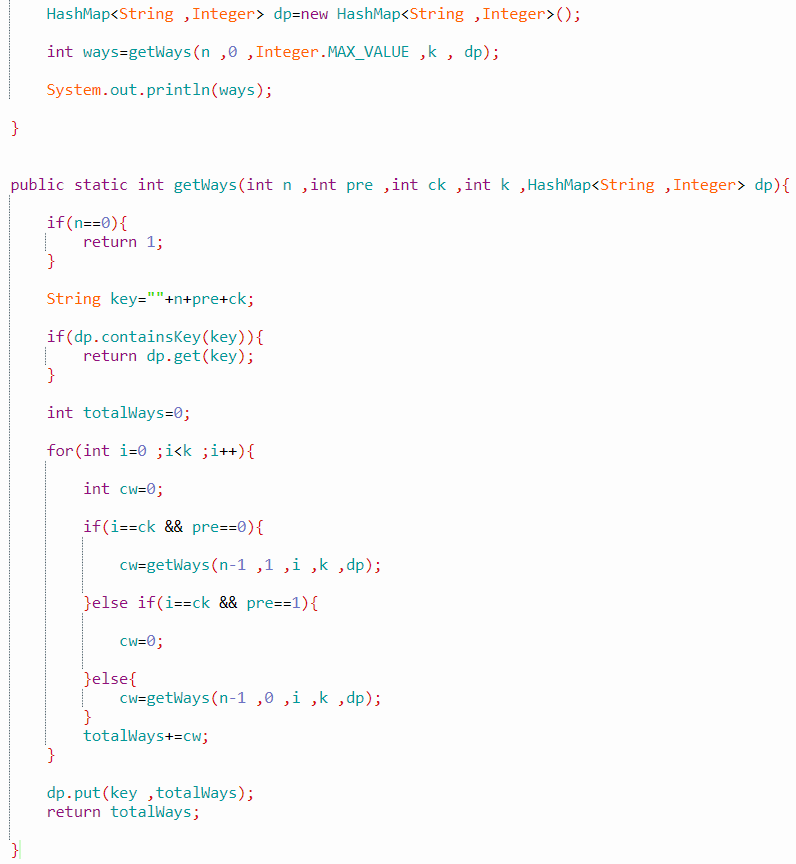 HashMap<String ,Integer> dp=new HashMap<String ,Integer>();
int ways=getWays(n ,0 ,Integer.MAX_VALUE ,k , dp);
System.out.println(ways);
}
public static int getWays(int n ,int pre ,int ck ,int k ,HashMap<String ,Integer> dp){
if(n==0){
return 1;
}
String key=""+n+pre+ck;
if(dp.containsKey(key)){
return dp.get(key);
}
int totalWays=0;
for(int i=0 ;i<k ;i++){
int cw=0;
if(i==ck && pre==0){
cw=getWays(n-1 ,1 ,i ,k ,dp);
}else if(i==ck && pre==1){
cw=0;
}else{
cw=getWays(n-1 ,0 ,i ,k ,dp);
}
totalWays+=cw;
}
dp.put(key ,totalWays);
return totalWays;
}